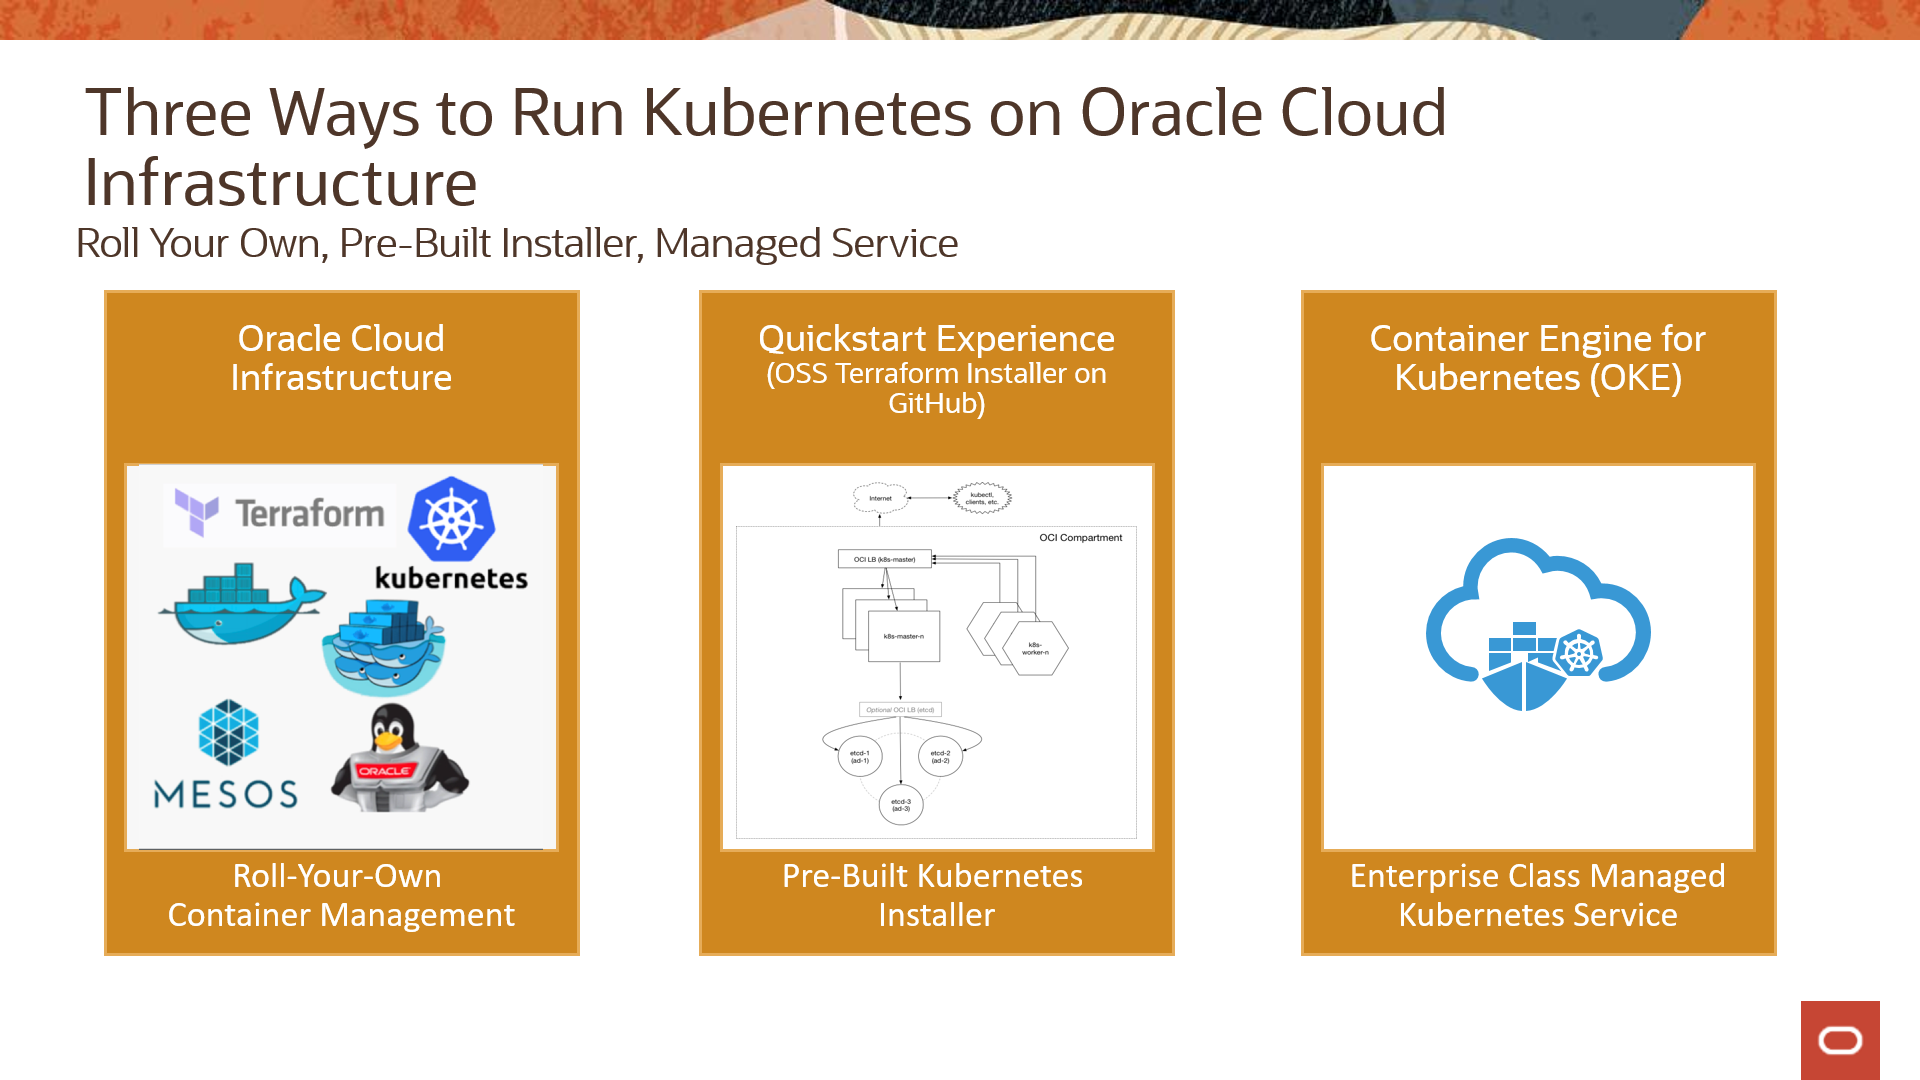 Three Ways to Run Kubernetes on Oracle Cloud
Infrastructure
Roll Your Own, Pre-Built Installer, Managed Service
Oracle Cloud
Infrastructure
Terraform
kubernetes
MESOS
ORACLE
Roll-Your-Own
Container Management
Quickstart Experience
(OSS Terraform Installer on
GitHub)
Internet
kubectl,
clients, etc.
OCI Compartment
OCI LB (k8s-master)
k8s-master-n
k8s-
worker-n
Optional OCI LB (etcd)
etcd-1
(ad-1)
etcd-2
(ad-2)
etcd-3
(ad-3)
Pre-Built Kubernetes
Installer
Container Engine for
Kubernetes (OKE)
Enterprise Class Managed
Kubernetes Service